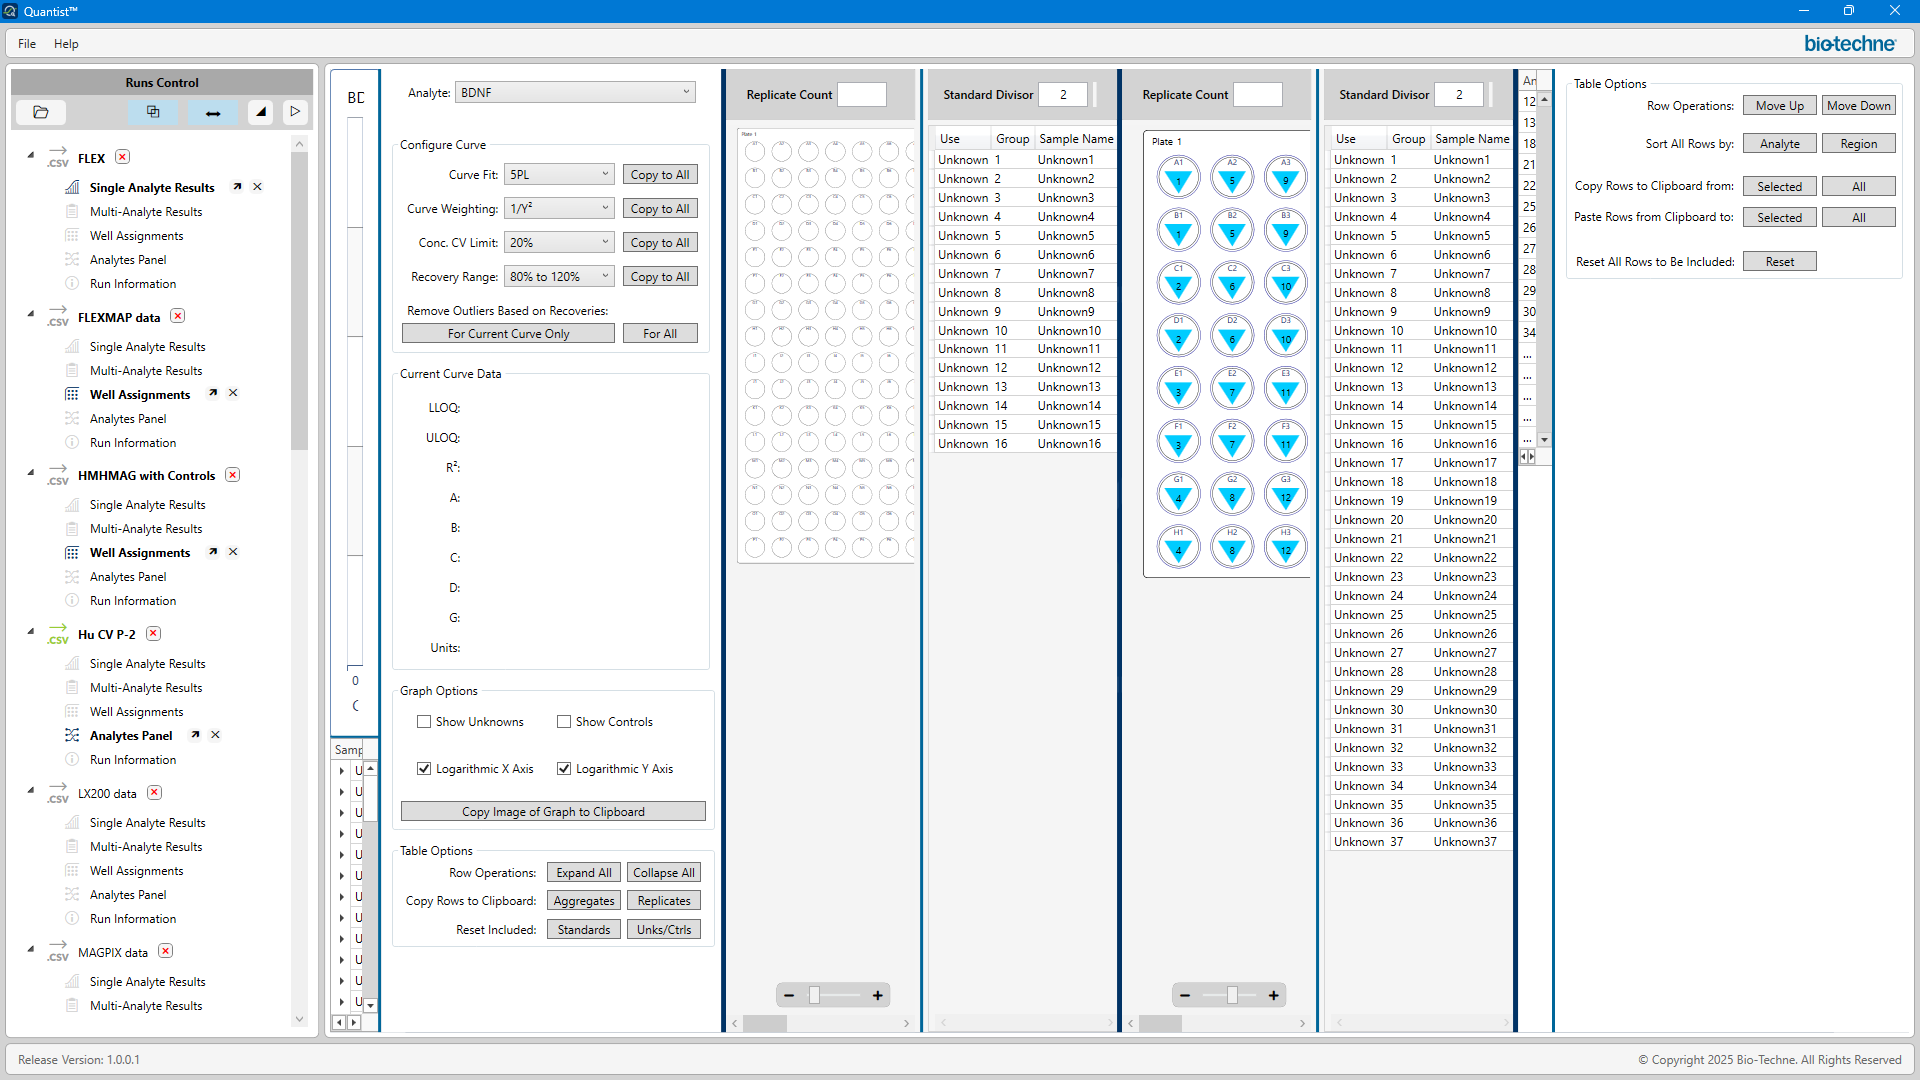 Quantist™
File Help
bio-techne
Runs Control
FLEX
Single Analyte Results
Multi-Analyte Results
Well Assignments
Analytes Panel
Run Information
FLEXMAP data
Single Analyte Results
Multi-Analyte Results
Well Assignments
Analytes Panel
Run Information
HMHMAG with Controls
Single Analyte Results
Multi-Analyte Results
Well Assignments
Analytes Panel
Run Information
Hu CV P-2
Single Analyte Results
Multi-Analyte Results
Well Assignments
Analytes Panel
Run Information
LX200 data
Single Analyte Results
Multi-Analyte Results
Well Assignments
Analytes Panel
Run Information
MAGPIX data
Single Analyte Results
Multi-Analyte Results
BD
0
Samp
Analyte: BDNF
Configure Curve
Curve Fit: 5PL Copy to All
Curve Weighting: 1/Y² Copy to All
Conc. CV Limit: 20% Copy to All
Recovery Range: 80% to 120% Copy to All
Remove Outliers Based on Recoveries:
For Current Curve Only For All
Current Curve Data
LLOQ:
ULOQ:
R²:
A:
B:
C:
D:
G:
Units:
Graph Options
Show Unknowns Show Controls
Logarithmic X Axis Logarithmic Y Axis
Copy Image of Graph to Clipboard
Table Options
Row Operations: Expand All Collapse All
Copy Rows to Clipboard: Aggregates Replicates
Reset Included: Standards Unks/Ctrls
Replicate Count
Plate 1
Standard Divisor 2
Use Group Sample Name
Unknown 1 Unknown1
Unknown 2 Unknown2
Unknown 3 Unknown3
Unknown 4 Unknown4
Unknown 5 Unknown5
Unknown 6 Unknown6
Unknown 7 Unknown7
Unknown 8 Unknown8
Unknown 9 Unknown9
Unknown 10 Unknown10
Unknown 11 Unknown11
Unknown 12 Unknown12
Unknown 13 Unknown13
Unknown 14 Unknown14
Unknown 15 Unknown15
Unknown 16 Unknown16
Replicate Count
Plate 1
A1 A2 A3
1 5 9
B1 B2 B3
1 5 9
C1 C2 C3
2 6 10
D1 D2 D3
2 6 10
E1 E2 E3
3 7 11
F1 F2 F3
3 7 11
G1 G2 G3
4 8 12
H1 H2 H3
4 8 12
Standard Divisor 2
Use Group Sample Name
Unknown 1 Unknown1
Unknown 2 Unknown2
Unknown 3 Unknown3
Unknown 4 Unknown4
Unknown 5 Unknown5
Unknown 6 Unknown6
Unknown 7 Unknown7
Unknown 8 Unknown8
Unknown 9 Unknown9
Unknown 10 Unknown10
Unknown 11 Unknown11
Unknown 12 Unknown12
Unknown 13 Unknown13
Unknown 14 Unknown14
Unknown 15 Unknown15
Unknown 16 Unknown16
Unknown 17 Unknown17
Unknown 18 Unknown18
Unknown 19 Unknown19
Unknown 20 Unknown20
Unknown 21 Unknown21
Unknown 22 Unknown22
Unknown 23 Unknown23
Unknown 24 Unknown24
Unknown 25 Unknown25
Unknown 26 Unknown26
Unknown 27 Unknown27
Unknown 28 Unknown28
Unknown 29 Unknown29
Unknown 30 Unknown30
Unknown 31 Unknown31
Unknown 32 Unknown32
Unknown 33 Unknown33
Unknown 34 Unknown34
Unknown 35 Unknown35
Unknown 36 Unknown36
Unknown 37 Unknown37
An
12
13
18
21
22
25
26
27
28
29
30
34
...
...
...
...
...
Table Options
Row Operations: Move Up Move Down
Sort All Rows by: Analyte Region
Copy Rows to Clipboard from: Selected All
Paste Rows from Clipboard to: Selected All
Reset All Rows to Be Included: Reset
Release Version: 1.0.0.1
© Copyright 2025 Bio-Techne. All Rights Reserved